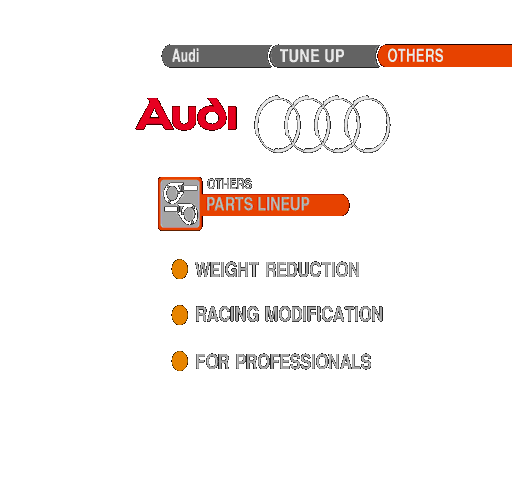 Audi TUNE UP OTHERS
Audi
OTHERS
PARTS LINEUP
WEIGHT REDUCTION
RACING MODIFICATION
FOR PROFESSIONALS